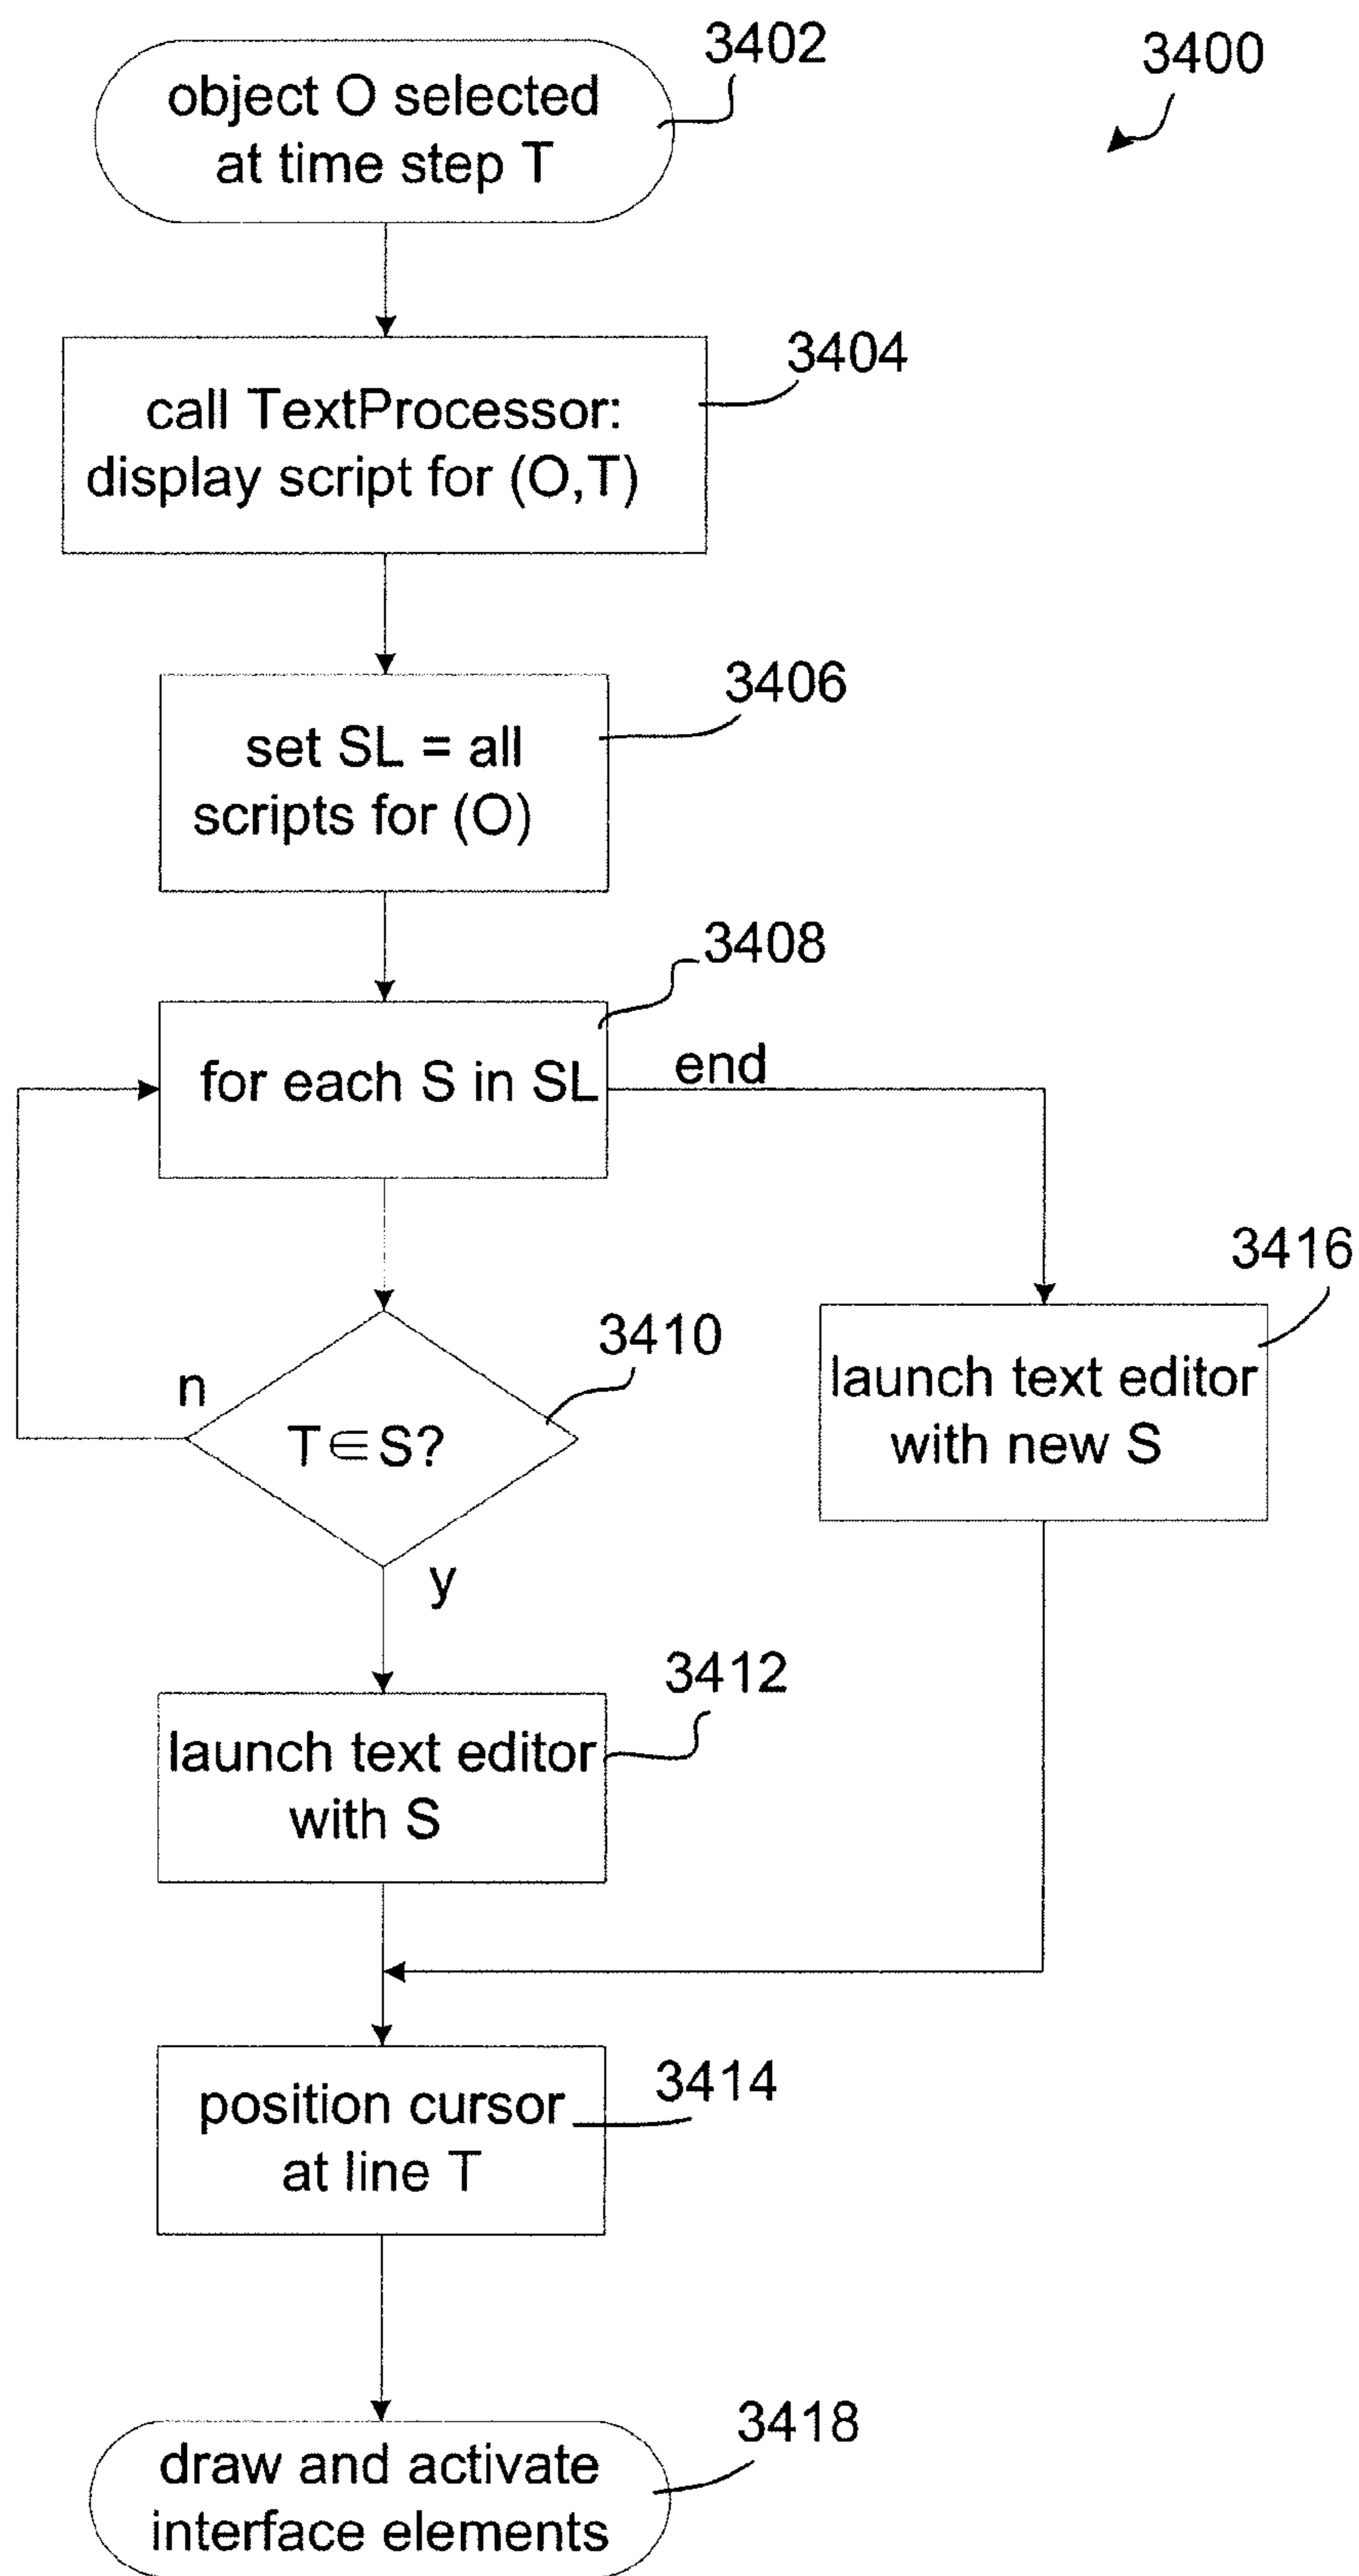 3402
3400
object O selected
at time step T
3404
call TextProcessor:
display script for (O,T)
3406
set SL = all
scripts for (O)
3408
for each S in SL
end
3416
launch text editor
with new S
3410
n
T∈S?
y
3412
launch text editor
with S
3414
position cursor
at line T
3418
draw and activate
interface elements